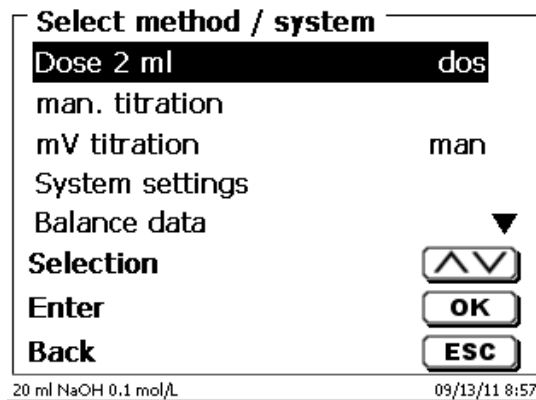 Select method / system
Dose 2 ml dos
man. titration
mV titration man
System settings
Balance data
Selection
Enter OK
Back ESC
20 ml NaOH 0.1 mol/L 09/13/11 8:57